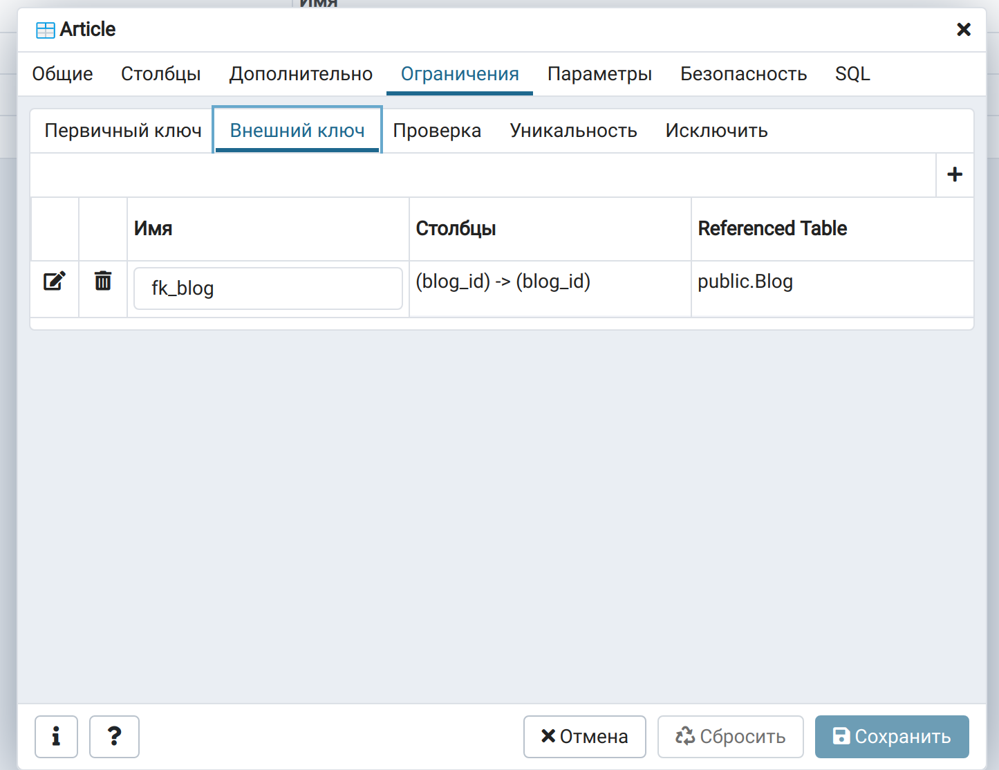 Имя
Article
Общие Столбцы Дополнительно Ограничения Параметры Безопасность SQL
Первичный ключ Внешний ключ Проверка Уникальность Исключить
Имя Столбцы Referenced Table
fk_blog (blog_id) -> (blog_id) public.Blog
Отмена Сбросить Сохранить